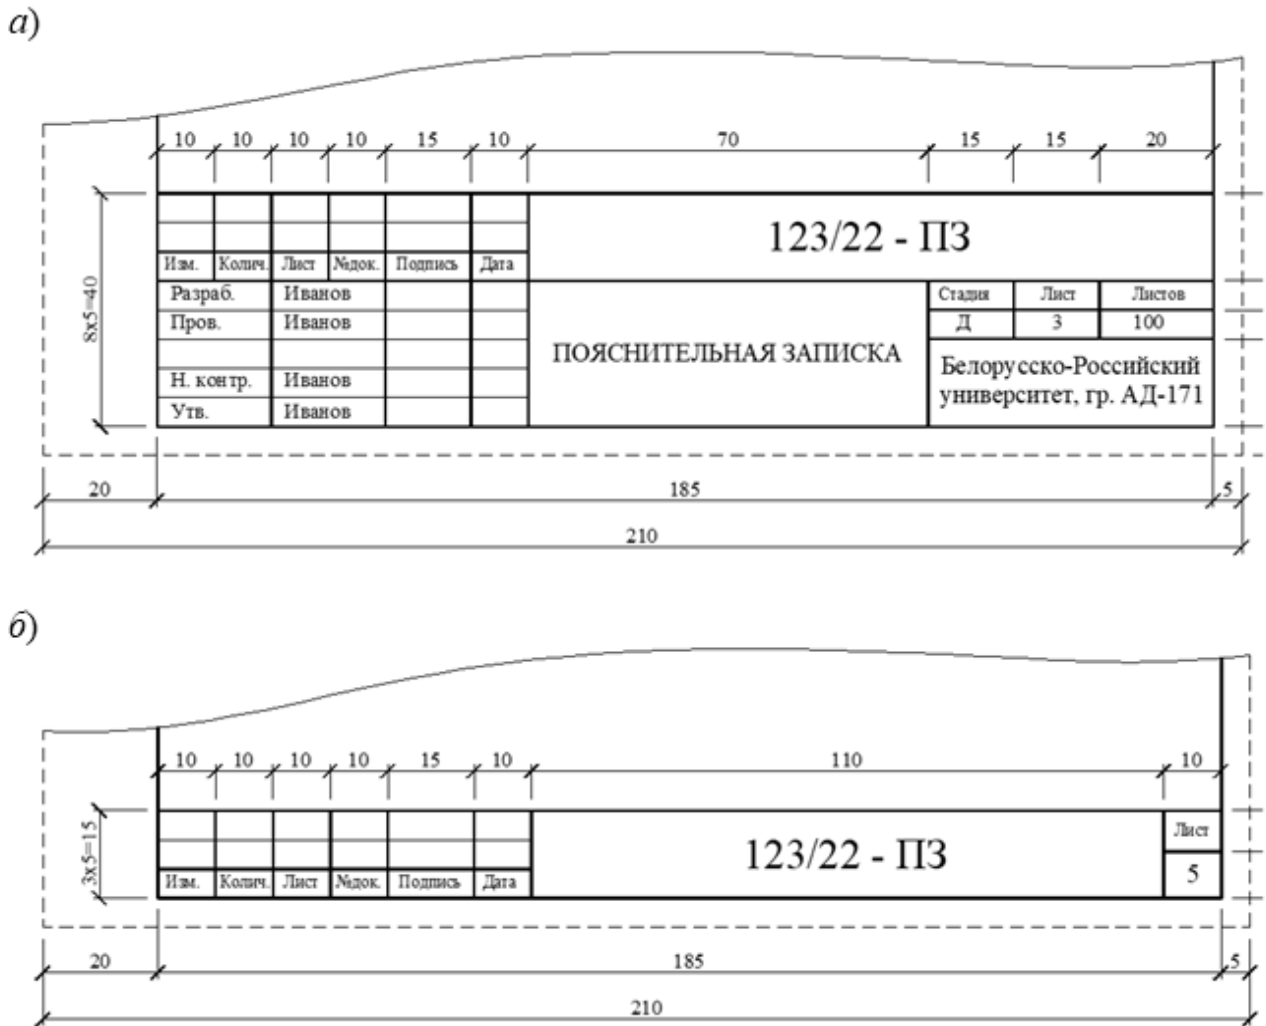 а)
10 10 10 10 15 10 70 15 15 20
8x5=40
123/22 - ПЗ
Изм. Колич. Лист №док. Подпись Дата
Разраб. Иванов
Стадия Лист Листов
Пров. Иванов
Д 3 100
ПОЯСНИТЕЛЬНАЯ ЗАПИСКА
Белорусско-Российский
университет, гр. АД-171
Н. контр. Иванов
Утв. Иванов
20 185 5
210
б)
10 10 10 10 15 10 110 10
3x5=15
123/22 - ПЗ
Лист
5
Изм. Колич. Лист №док. Подпись Дата
20 185 5
210